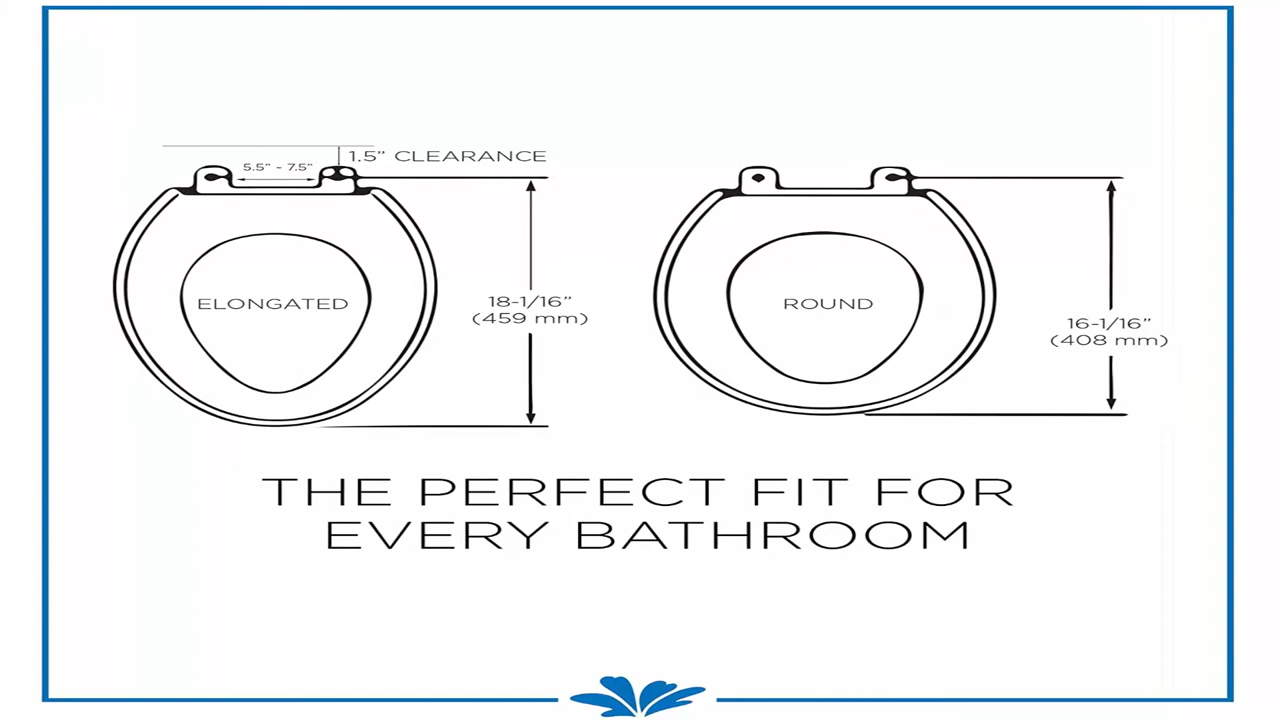 1.5” CLEARANCE
5.5” - 7.5”
ELONGATED
18-1/16”
(459 mm)
ROUND
16-1/16”
(408 mm)
THE PERFECT FIT FOR
EVERY BATHROOM